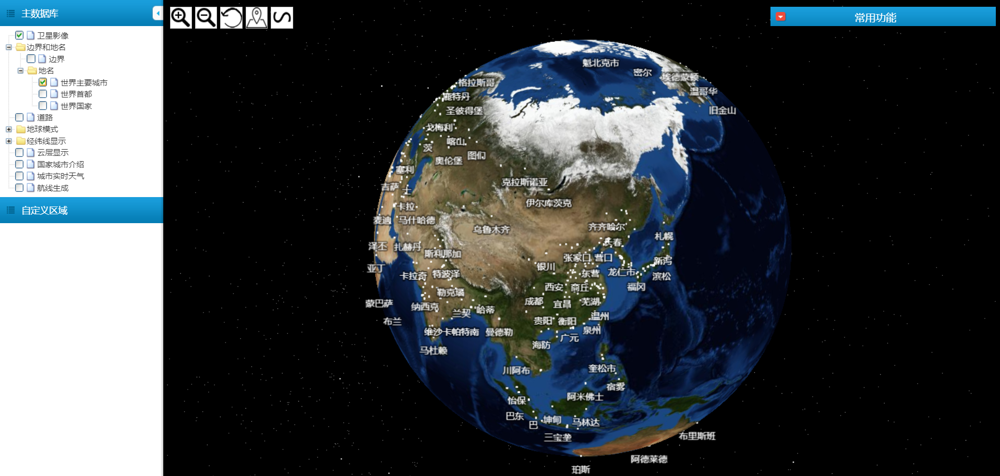 主数据库
卫星影像
边界和地名
边界
地名
世界主要城市
世界首都
世界国家
道路
地球模式
经纬线显示
云层显示
国家城市介绍
城市实时天气
航线生成
自定义区域
常用功能
魁北克市
密尔
埃德蒙顿
格拉斯哥
温哥华
鹿特丹
圣彼得堡
旧金山
戈梅利
喀山
茨
图们
奥伦堡
塞利
克拉斯诺亚
吉萨
土
伊尔库茨克
卡拉
麦迪
马什哈德
乌鲁木齐
齐齐哈尔
札幌
长春
泽丕
扎赫丹
斯利那加
张家口
营口
新泻
银川
亚丁
卡拉奇
特波泽
东营
龙仁市
滨松
西安
商丘
福冈
勒克瑙
蒙巴萨
纳西克
成都
宜昌
芜湖
兰契
哈蒂
温州
布兰
贵阳
衡阳
泉州
维沙卡帕特南
曼德勒
广元
海防
马杜赖
川阿布
奎松市
宿雾
阿米佛士
怡保
巴东
坤甸
马林达
巴
三宝垄
布里斯班
阿德莱德
珀斯